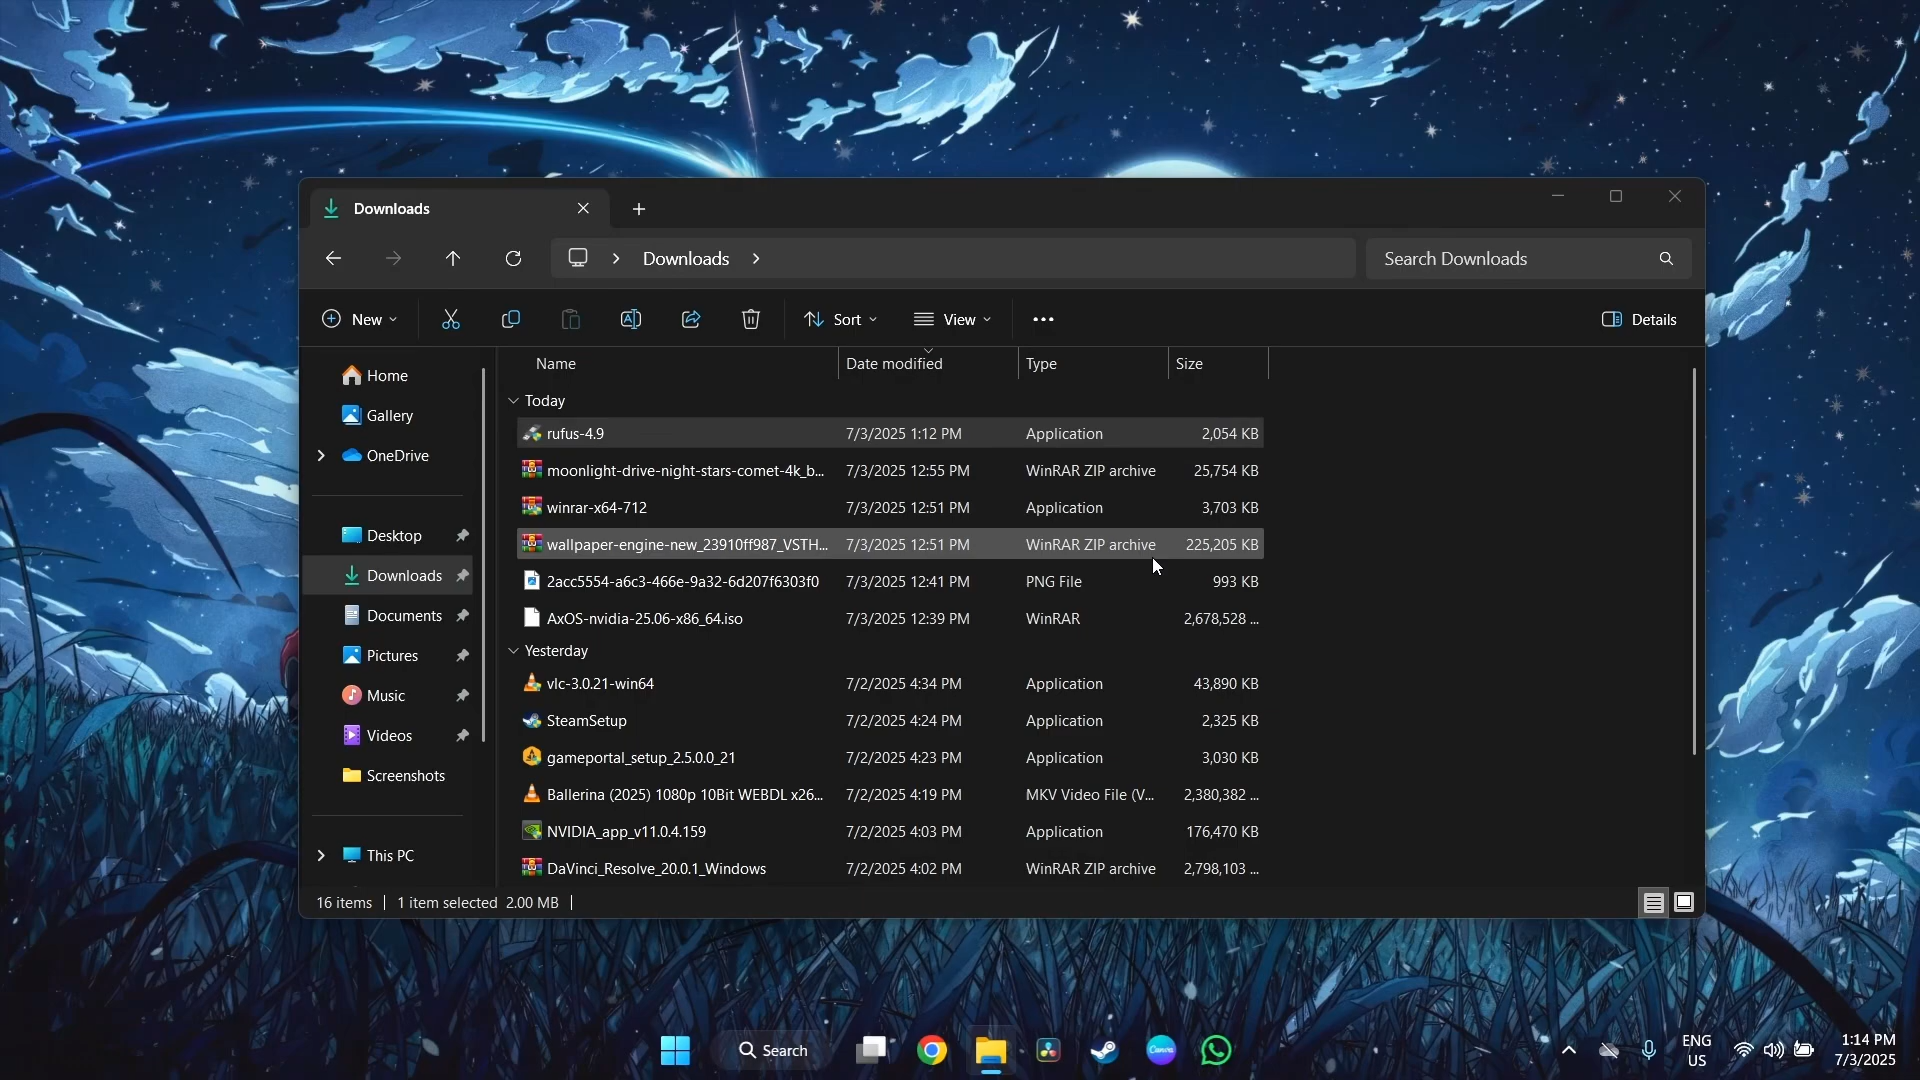 Downloads
Downloads
Search Downloads
New
Sort
View
Details
Name Date modified Type Size
Home
Gallery
OneDrive
Desktop
Downloads
Documents
Pictures
Music
Videos
Screenshots
This PC
Today
rufus-4.9 7/3/2025 1:12 PM Application 2,054 KB
moonlight-drive-night-stars-comet-4k_b... 7/3/2025 12:55 PM WinRAR ZIP archive 25,754 KB
winrar-x64-712 7/3/2025 12:51 PM Application 3,703 KB
wallpaper-engine-new_23910ff987_VSTH... 7/3/2025 12:51 PM WinRAR ZIP archive 225,205 KB
2acc5554-a6c3-466e-9a32-6d207f6303f0 7/3/2025 12:41 PM PNG File 993 KB
AxOS-nvidia-25.06-x86_64.iso 7/3/2025 12:39 PM WinRAR 2,678,528 ...
Yesterday
vlc-3.0.21-win64 7/2/2025 4:34 PM Application 43,890 KB
SteamSetup 7/2/2025 4:24 PM Application 2,325 KB
gameportal_setup_2.5.0.0_21 7/2/2025 4:23 PM Application 3,030 KB
Ballerina (2025) 1080p 10Bit WEBDL x26... 7/2/2025 4:19 PM MKV Video File (V... 2,380,382 ...
NVIDIA_app_v11.0.4.159 7/2/2025 4:03 PM Application 176,470 KB
DaVinci_Resolve_20.0.1_Windows 7/2/2025 4:02 PM WinRAR ZIP archive 2,798,103 ...
16 items 1 item selected 2.00 MB
Search
Canva
ENG
US
1:14 PM
7/3/2025